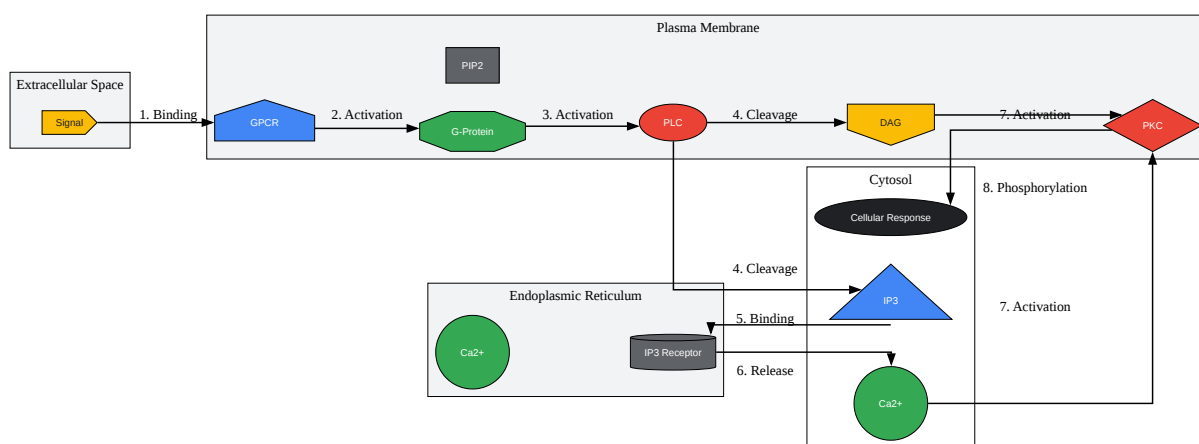 Plasma Membrane
PIP2
Extracellular Space
Signal
1. Binding
GPCR
2. Activation
G-Protein
3. Activation
PLC
4. Cleavage
DAG
7. Activation
PKC
Cytosol
8. Phosphorylation
Cellular Response
4. Cleavage
Endoplasmic Reticulum
IP3
7. Activation
5. Binding
Ca2+
IP3 Receptor
6. Release
Ca2+